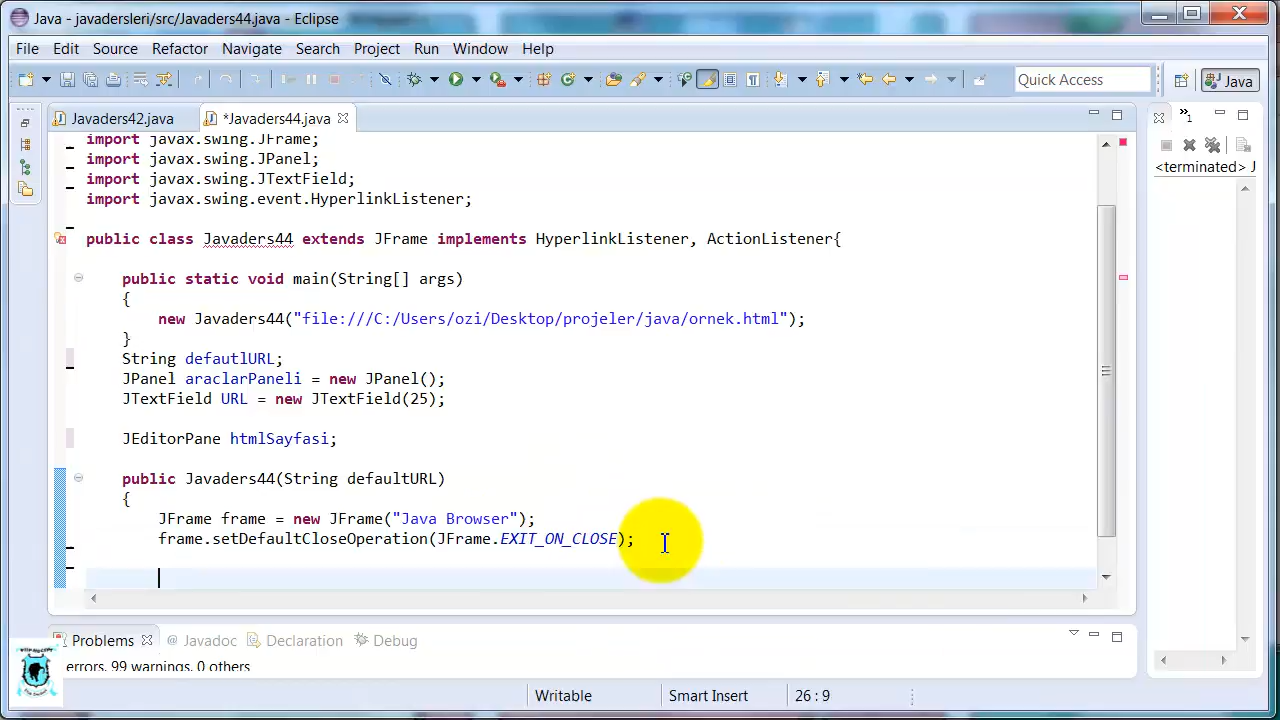 Java - javadersleri/src/Javaders44.java - Eclipse
File Edit Source Refactor Navigate Search Project Run Window Help
Quick Access Java
Javaders42.java *Javaders44.java
import javax.swing.JFrame;
import javax.swing.JPanel;
import javax.swing.JTextField;
import javax.swing.event.HyperlinkListener;
public class Javaders44 extends JFrame implements HyperlinkListener, ActionListener{
public static void main(String[] args)
{
new Javaders44("file:///C:/Users/ozi/Desktop/projeler/java/ornek.html");
}
String defautlURL;
JPanel araclarPaneli = new JPanel();
JTextField URL = new JTextField(25);
JEditorPane htmlSayfasi;
public Javaders44(String defaultURL)
{
JFrame frame = new JFrame("Java Browser");
frame.setDefaultCloseOperation(JFrame.EXIT_ON_CLOSE);
<terminated> J
Problems @ Javadoc Declaration Debug
errors, 99 warnings, 0 others
Writable Smart Insert 26 : 9